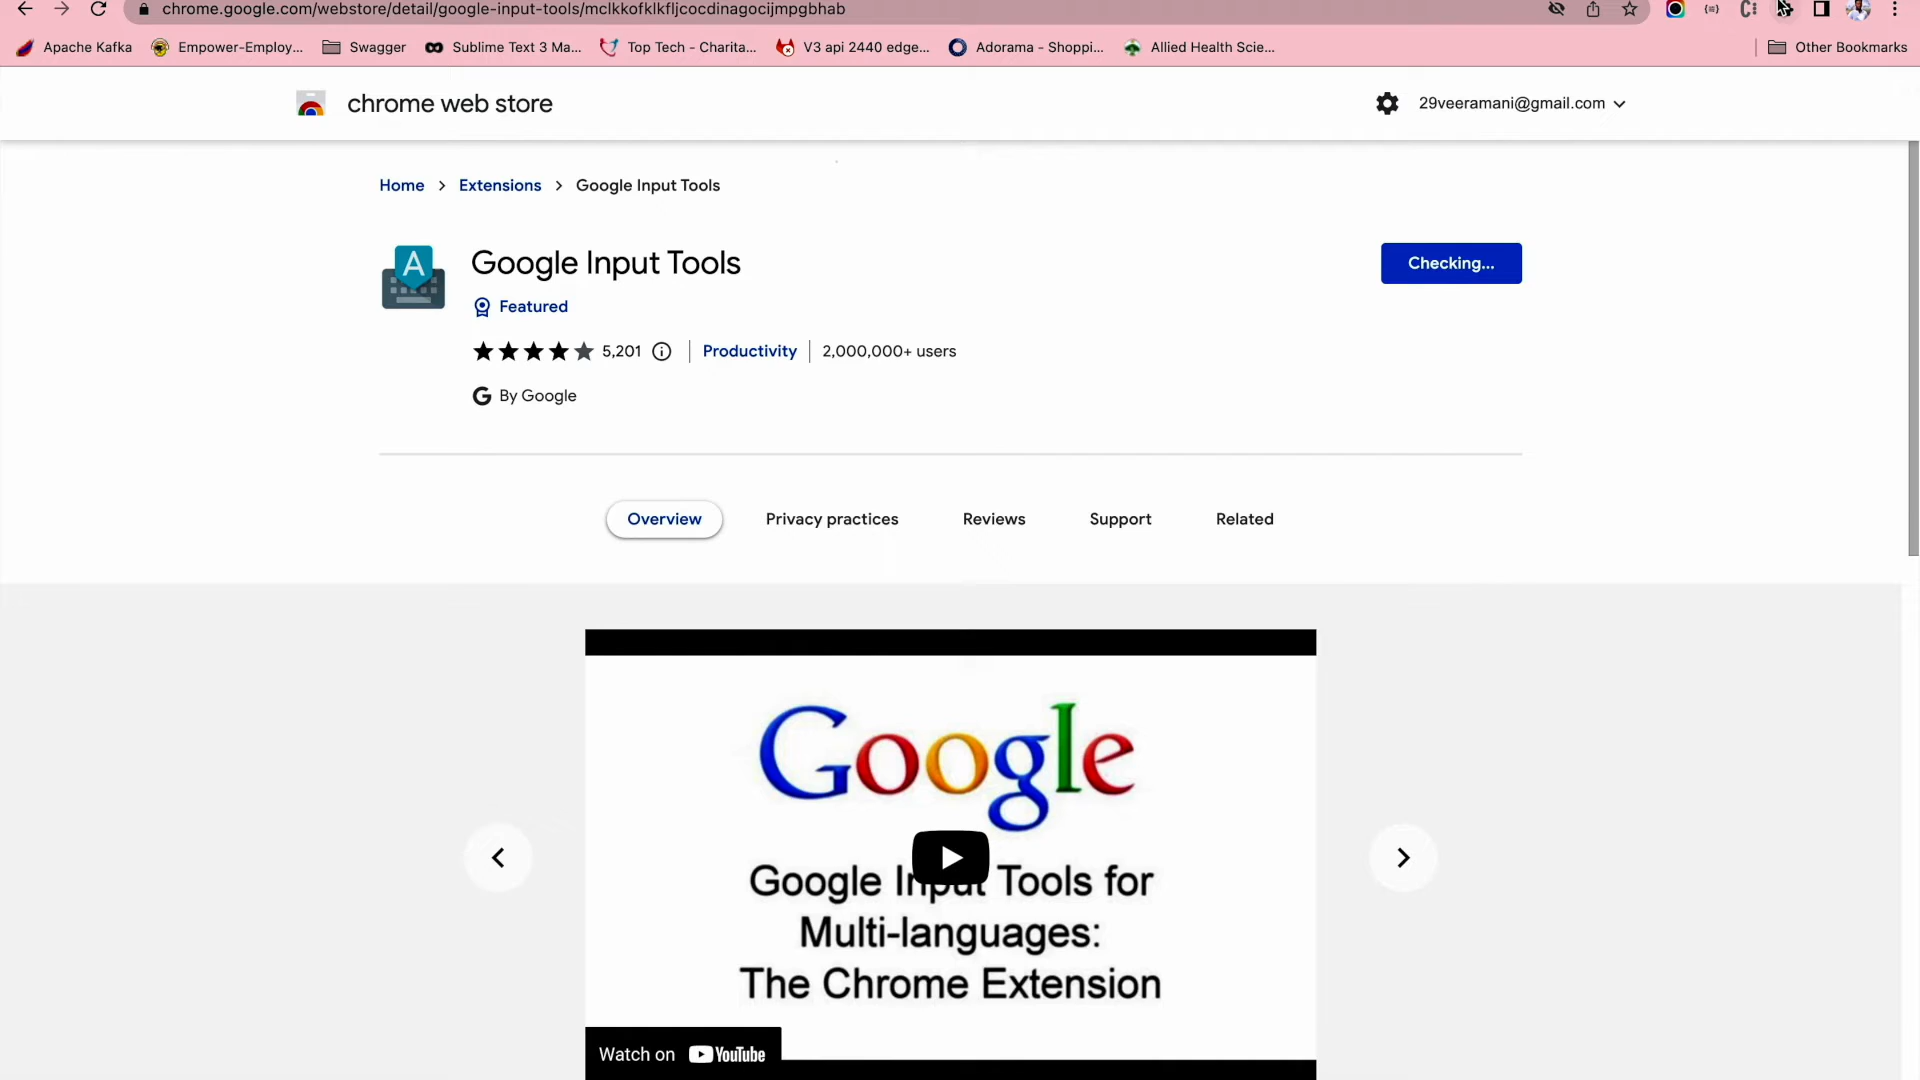 chrome.google.com/webstore/detail/google-input-tools/mclkkofklkfljcocdinagocijmpgbhab
Apache Kafka Empower-Employ... Swagger Sublime Text 3 Ma... Top Tech - Charita... V3 api 2440 edge... Adorama - Shoppi... Allied Health Scie... Other Bookmarks
chrome web store 29veeramani@gmail.com
Home > Extensions > Google Input Tools
Google Input Tools
Checking...
Featured
5,201 Productivity 2,000,000+ users
By Google
Overview Privacy practices Reviews Support Related
Google
Google Input Tools for
Multi-languages:
The Chrome Extension
Watch on YouTube